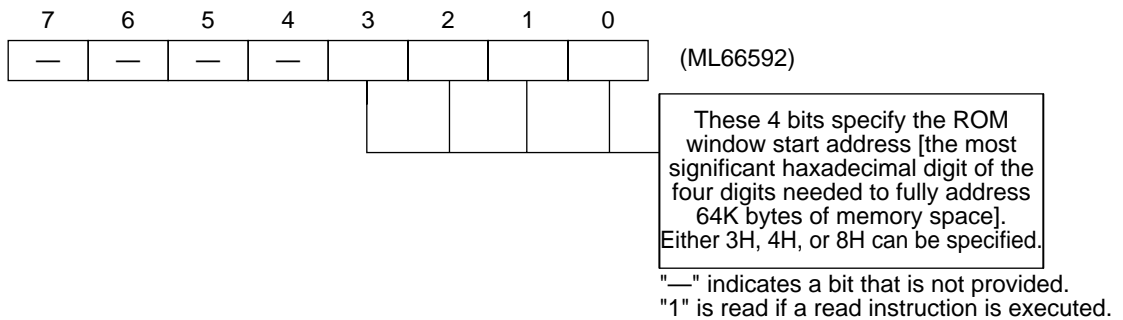 7 6 5 4 3 2 1 0
— — — — (ML66592)
These 4 bits specify the ROM
window start address [the most
significant haxadecimal digit of the
four digits needed to fully address
64K bytes of memory space].
Either 3H, 4H, or 8H can be specified.
"—" indicates a bit that is not provided.
"1" is read if a read instruction is executed.